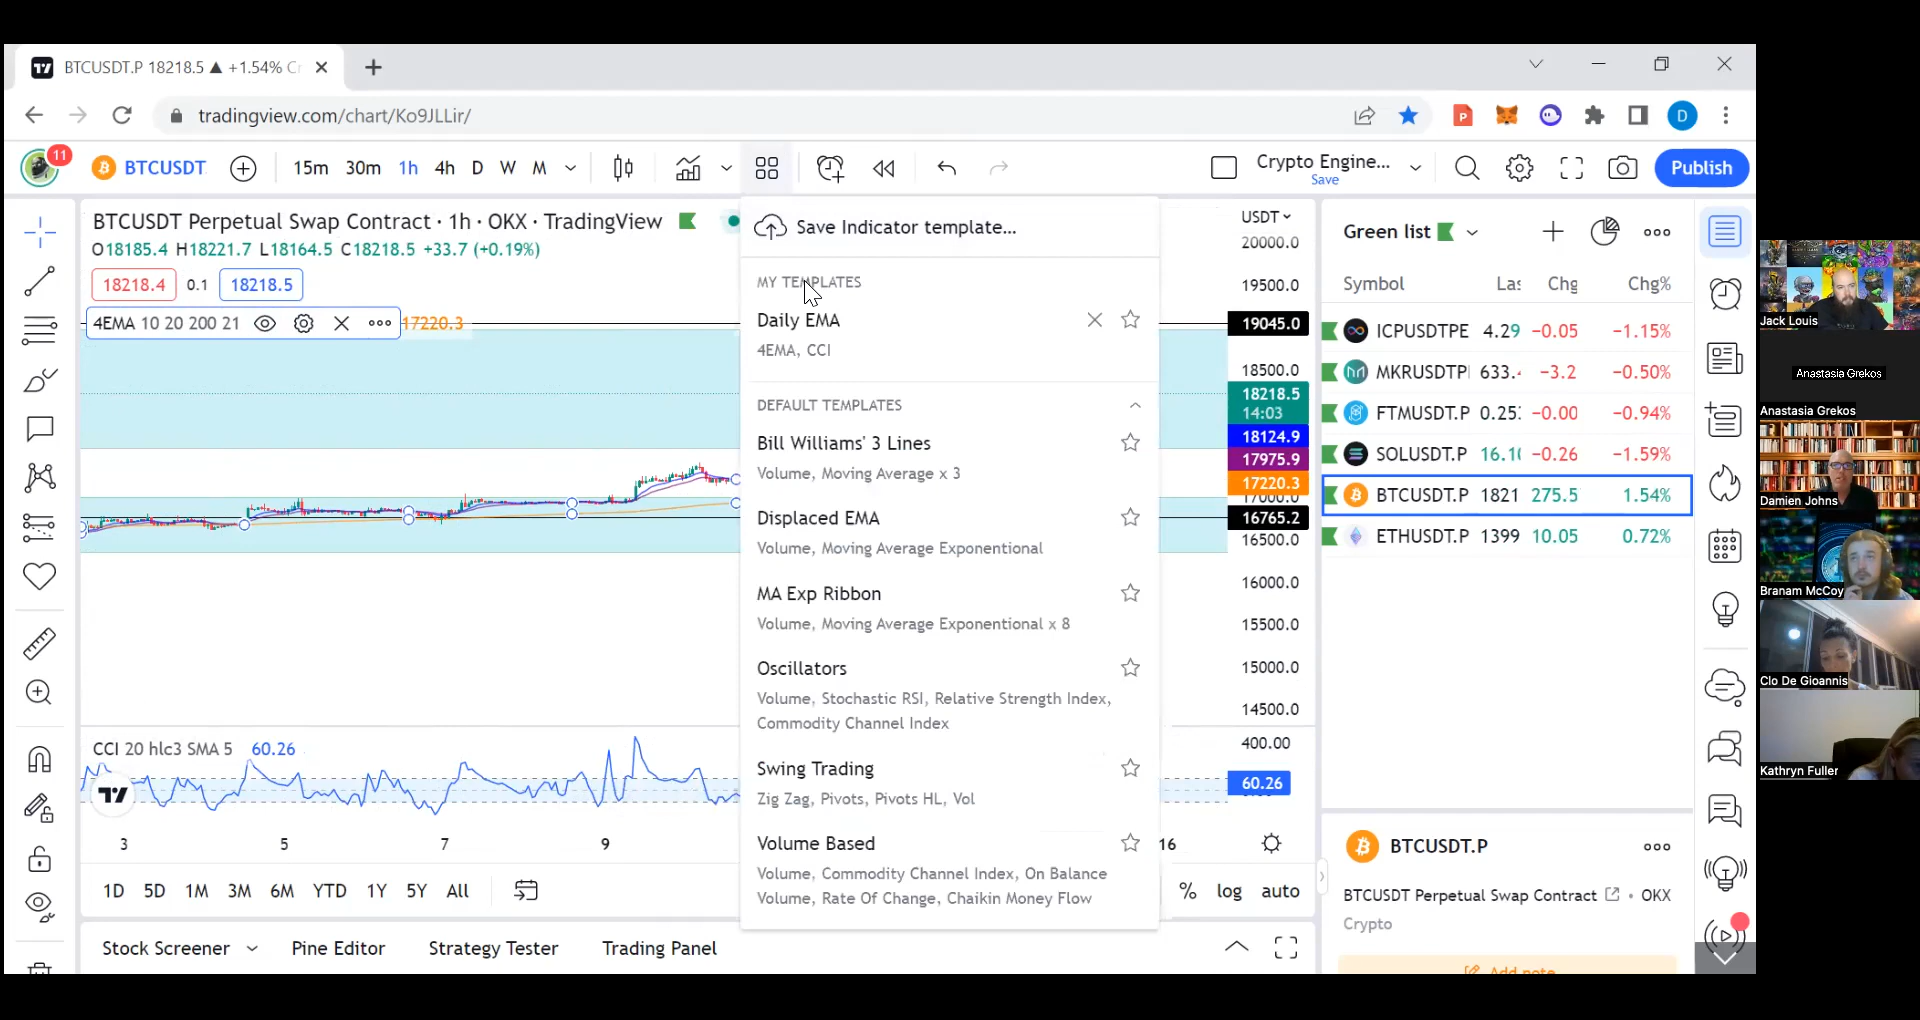 BTCUSDT.P 18218.5 ▲ +1.54% Cr
tradingview.com/chart/Ko9JLLir/
P
D
11
BTCUSDT
15m 30m 1h 4h D W M
Crypto Engine...
Save
Publish
BTCUSDT Perpetual Swap Contract · 1h · OKX · TradingView
O18185.4 H18221.7 L18164.5 C18218.5 +33.7 (+0.19%)
18218.4 0.1 18218.5
4EMA 10 20 200 21 17220.3
Save Indicator template...
MY TEMPLATES
Daily EMA
4EMA, CCI
DEFAULT TEMPLATES
Bill Williams' 3 Lines
Volume, Moving Average x 3
Displaced EMA
Volume, Moving Average Exponential
MA Exp Ribbon
Volume, Moving Average Exponential x 8
Oscillators
Volume, Stochastic RSI, Relative Strength Index,
Commodity Channel Index
Swing Trading
Zig Zag, Pivots, Pivots HL, Vol
Volume Based
Volume, Commodity Channel Index, On Balance
Volume, Rate Of Change, Chaikin Money Flow
USDT
20000.0
19500.0
19045.0
18500.0
18218.5
14:03
18124.9
17975.9
17220.3
17000.0
16765.2
16500.0
16000.0
15500.0
15000.0
14500.0
400.00
60.26
CCI 20 hlc3 SMA 5 60.26
3 5 7 9 16
1D 5D 1M 3M 6M YTD 1Y 5Y All
% log auto
Stock Screener Pine Editor Strategy Tester Trading Panel
Green list
Symbol Las Chg Chg%
ICPUSDTPE 4.29 −0.05 −1.15%
MKRUSDTP 633. −3.2 −0.50%
FTMUSDT.P 0.25 −0.00 −0.94%
SOLUSDT.P 16.1 −0.26 −1.59%
BTCUSDT.P 1821 275.5 1.54%
ETHUSDT.P 1399 10.05 0.72%
BTCUSDT.P
BTCUSDT Perpetual Swap Contract · OKX
Crypto
Add note
Jack Louis
Anastasia Grekos
Anastasia Grekos
Damien Johns
Branam McCoy
Clo De Gioannis
Kathryn Fuller